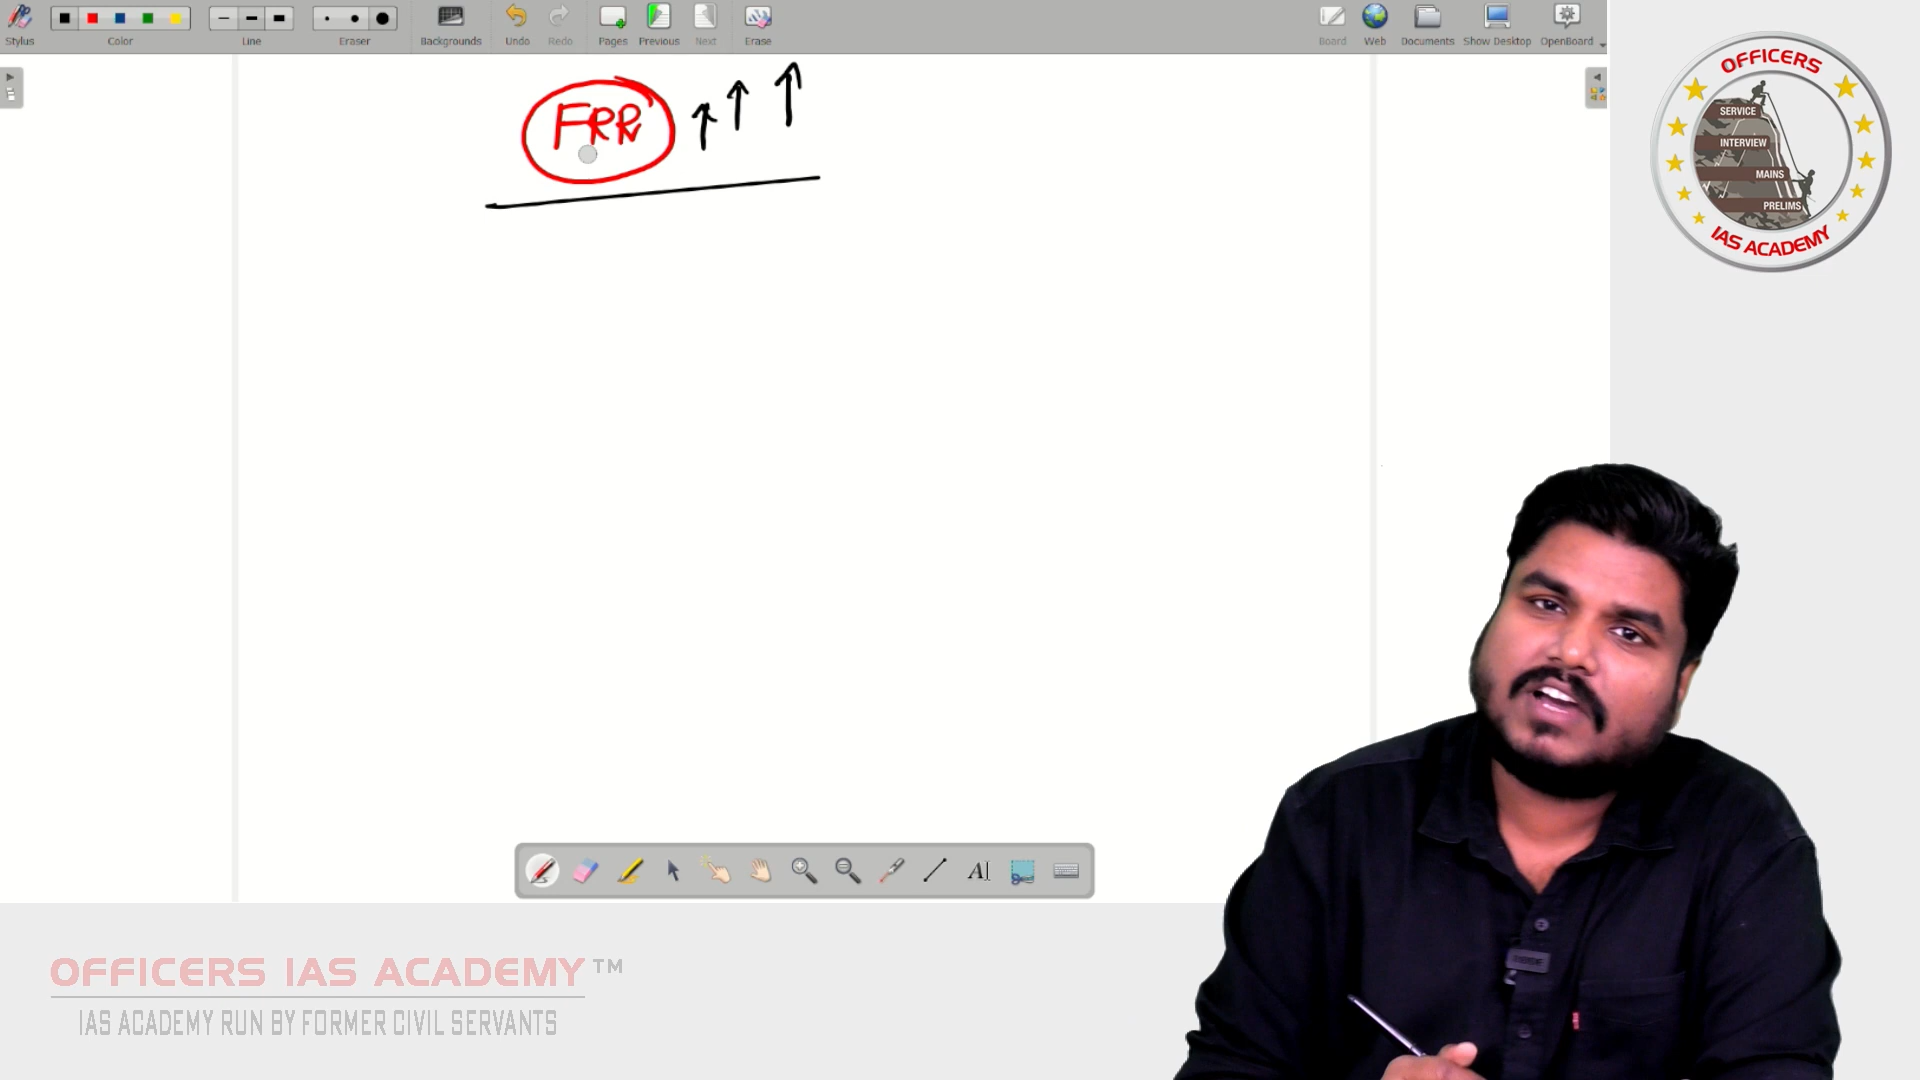 Stylus Color Line Eraser Backgrounds Undo Redo Pages Previous Next Erase Board Web Documents Show Desktop OpenBoard
FRR
OFFICERS
SERVICE
INTERVIEW
MAINS
PRELIMS
IAS ACADEMY
AI
OFFICERS IAS ACADEMY™
IAS ACADEMY RUN BY FORMER CIVIL SERVANTS